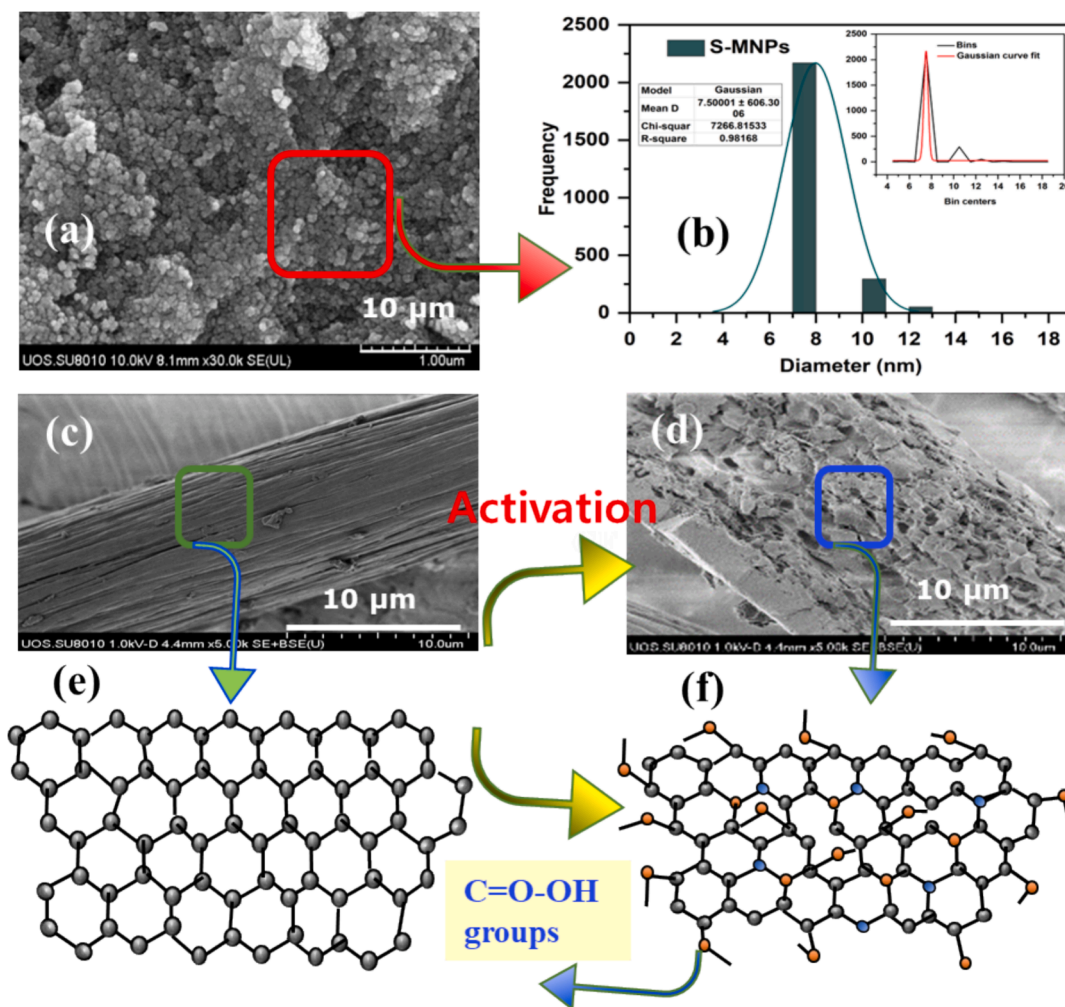 (a)
10 µm
UOS.SU8010 10.0kV 8.1mm x30.0k SE(UL)
1.00um
2500
2000
1500
1000
500
0
Frequency
S-MNPs
Model Gaussian
Mean D 7.50001 ± 606.30
06
Chi-squar 7266.81533
R-square 0.98168
2500
2000
1500
1000
500
0
Bins
Gaussian curve fit
4 6 8 10 12 14 16 18 20
Bin centers
(b)
0 2 4 6 8 10 12 14 16 18
Diameter (nm)
(c)
10 µm
UOS.SU8010 1.0kV-D 4.4mm x5.00k SE+BSE(U)
10.0um
Activation
(d)
10 µm
UOS.SU8010 1.0kV-D 4.4mm x5.00k SE+BSE(U)
10.0um
(e)
(f)
C=O-OH
groups